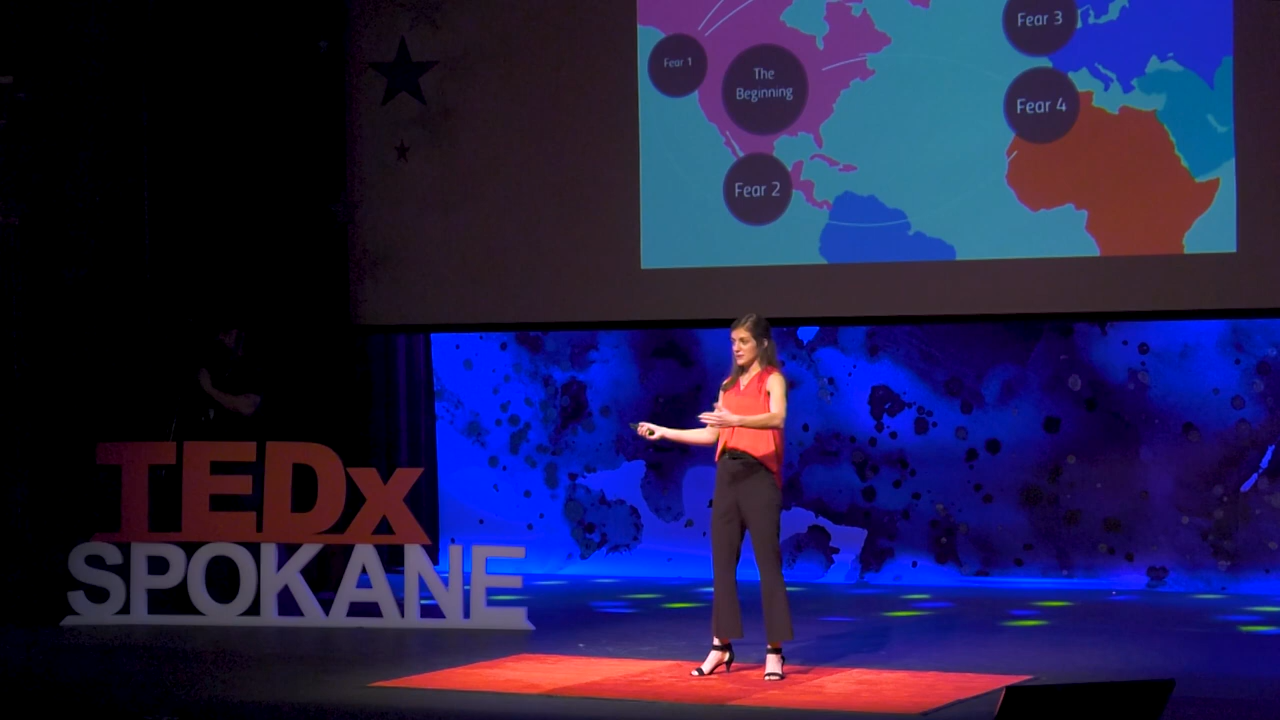 Fear 3
Fear 1
The
Beginning
Fear 4
Fear 2
TEDx
SPOKANE